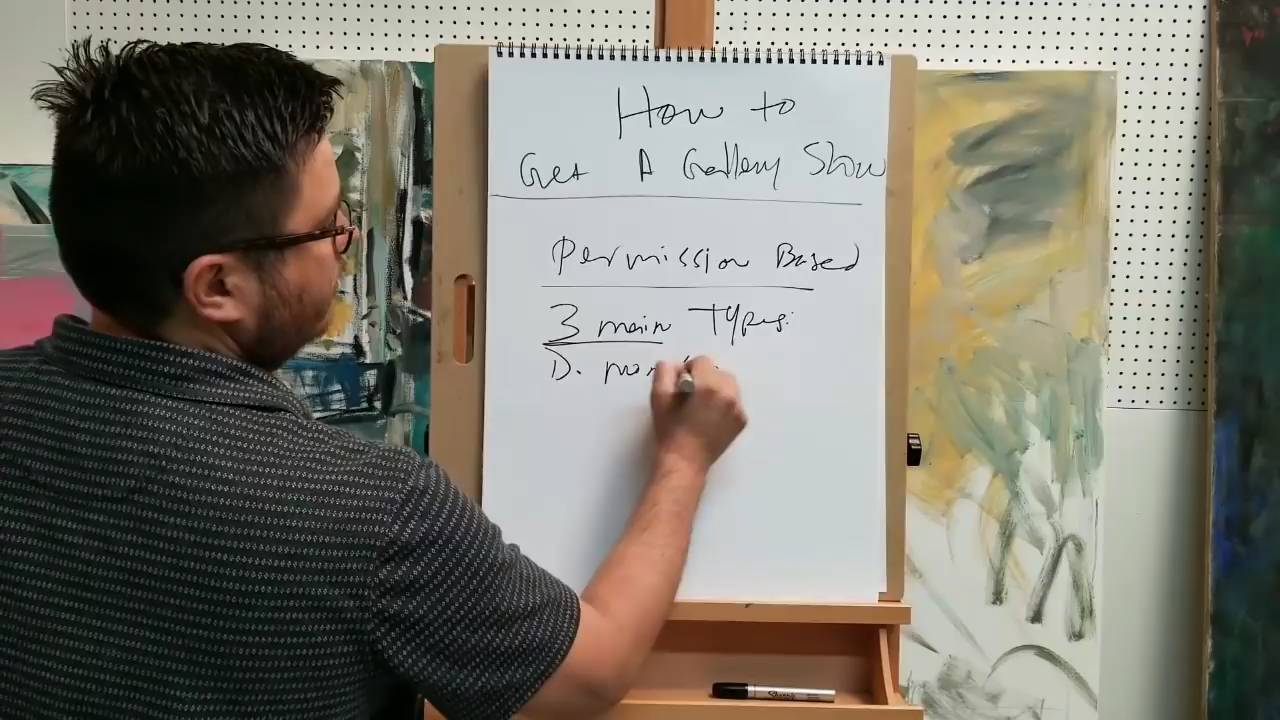 How to
Get A Gallery Show
Permission Based
3 main Types:
D.
Sharpie